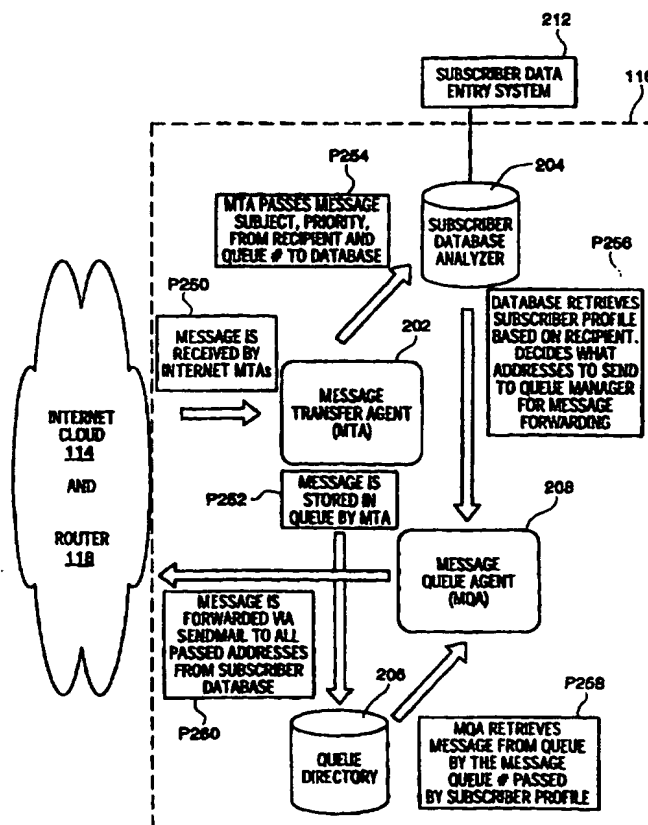 212
SUBSCRIBER DATA
ENTRY SYSTEM
116
P254
204
MTA PASSES MESSAGE
SUBJECT, PRIORITY,
FROM RECIPIENT AND
QUEUE # TO DATABASE
SUBSCRIBER
DATABASE
ANALYZER
P256
P250
DATABASE RETRIEVES
SUBSCRIBER PROFILE
BASED ON RECIPIENT.
DECIDES WHAT
ADDRESSES TO SEND
TO QUEUE MANAGER
FOR MESSAGE
FORWARDING
MESSAGE IS
RECEIVED BY
INTERNET MTAs
202
MESSAGE
TRANSFER AGENT
(MTA)
INTERNET
CLOUD
114
AND
ROUTER
118
P252
MESSAGE IS
STORED IN
QUEUE BY MTA
208
MESSAGE
QUEUE AGENT
(MQA)
MESSAGE IS
FORWARDED VIA
SENDMAIL TO ALL
PASSED ADDRESSES
FROM SUBSCRIBER
DATABASE
P260
206
QUEUE
DIRECTORY
P258
MQA RETRIEVES
MESSAGE FROM QUEUE
BY THE MESSAGE
QUEUE # PASSED
BY SUBSCRIBER PROFILE